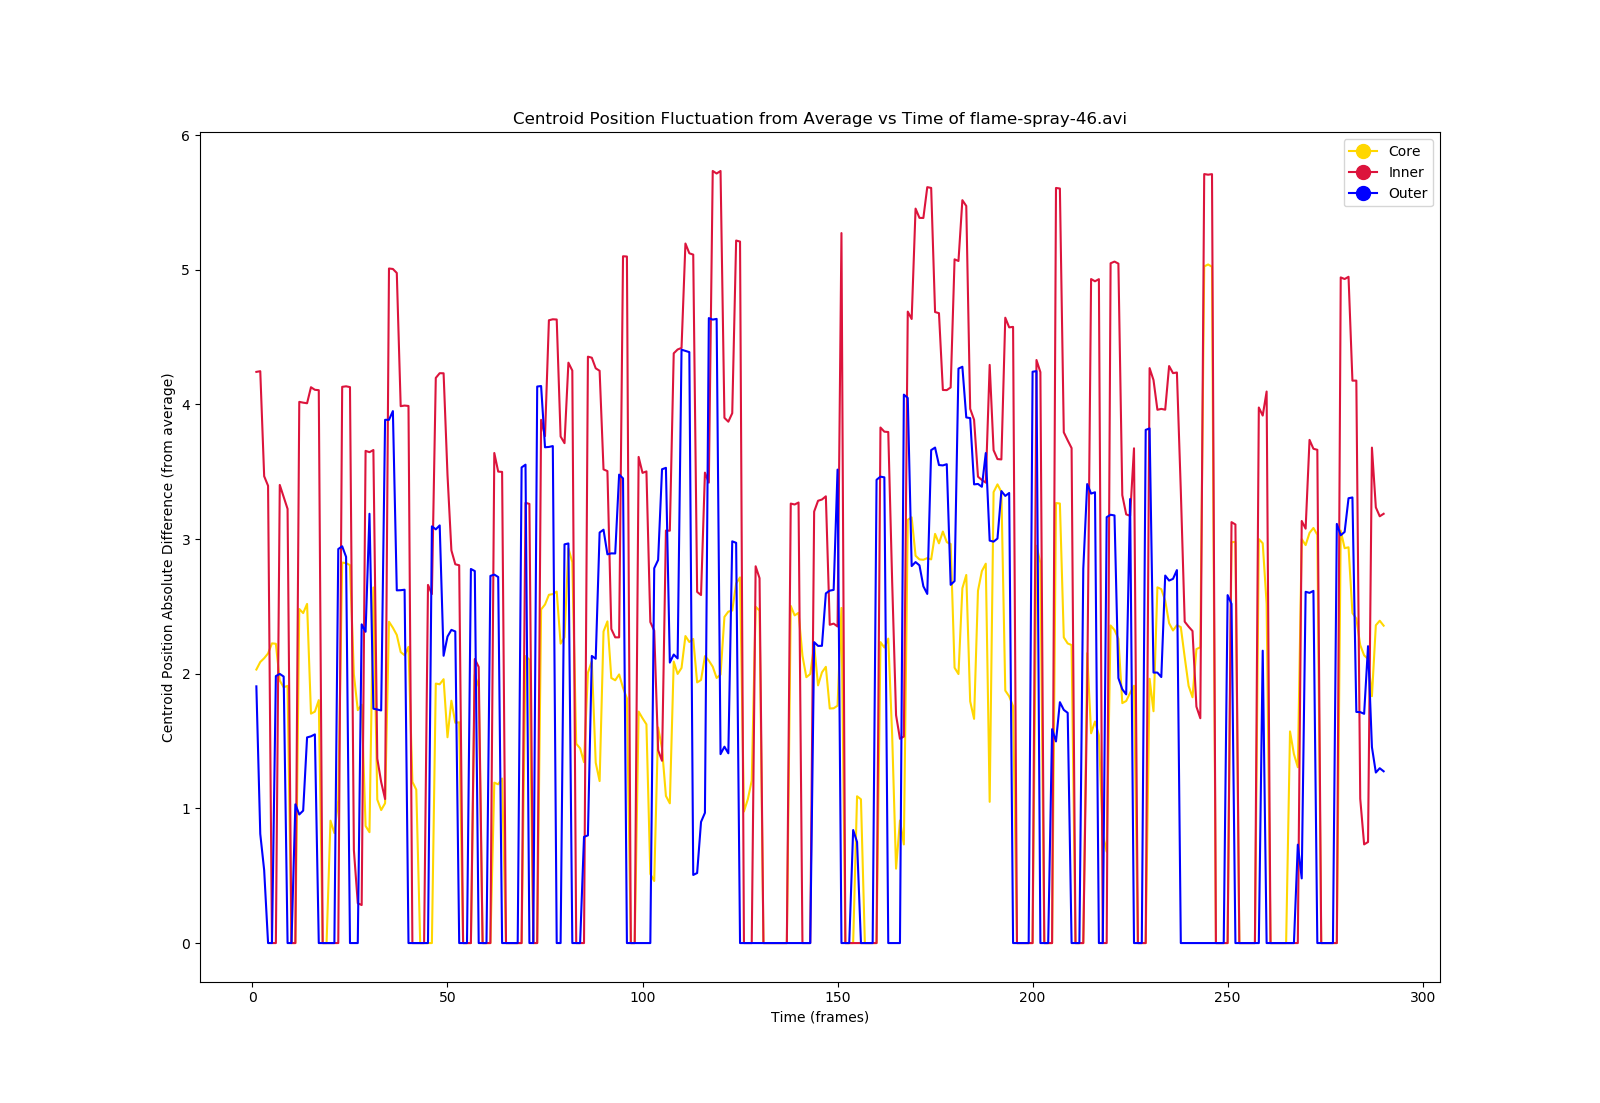 Centroid Position Fluctuation from Average vs Time of flame-spray-46.avi
Core
Inner
Outer
Centroid Position Absolute Difference (from average)
6
5
4
3
2
1
0
0 50 100 150 200 250 300
Time (frames)